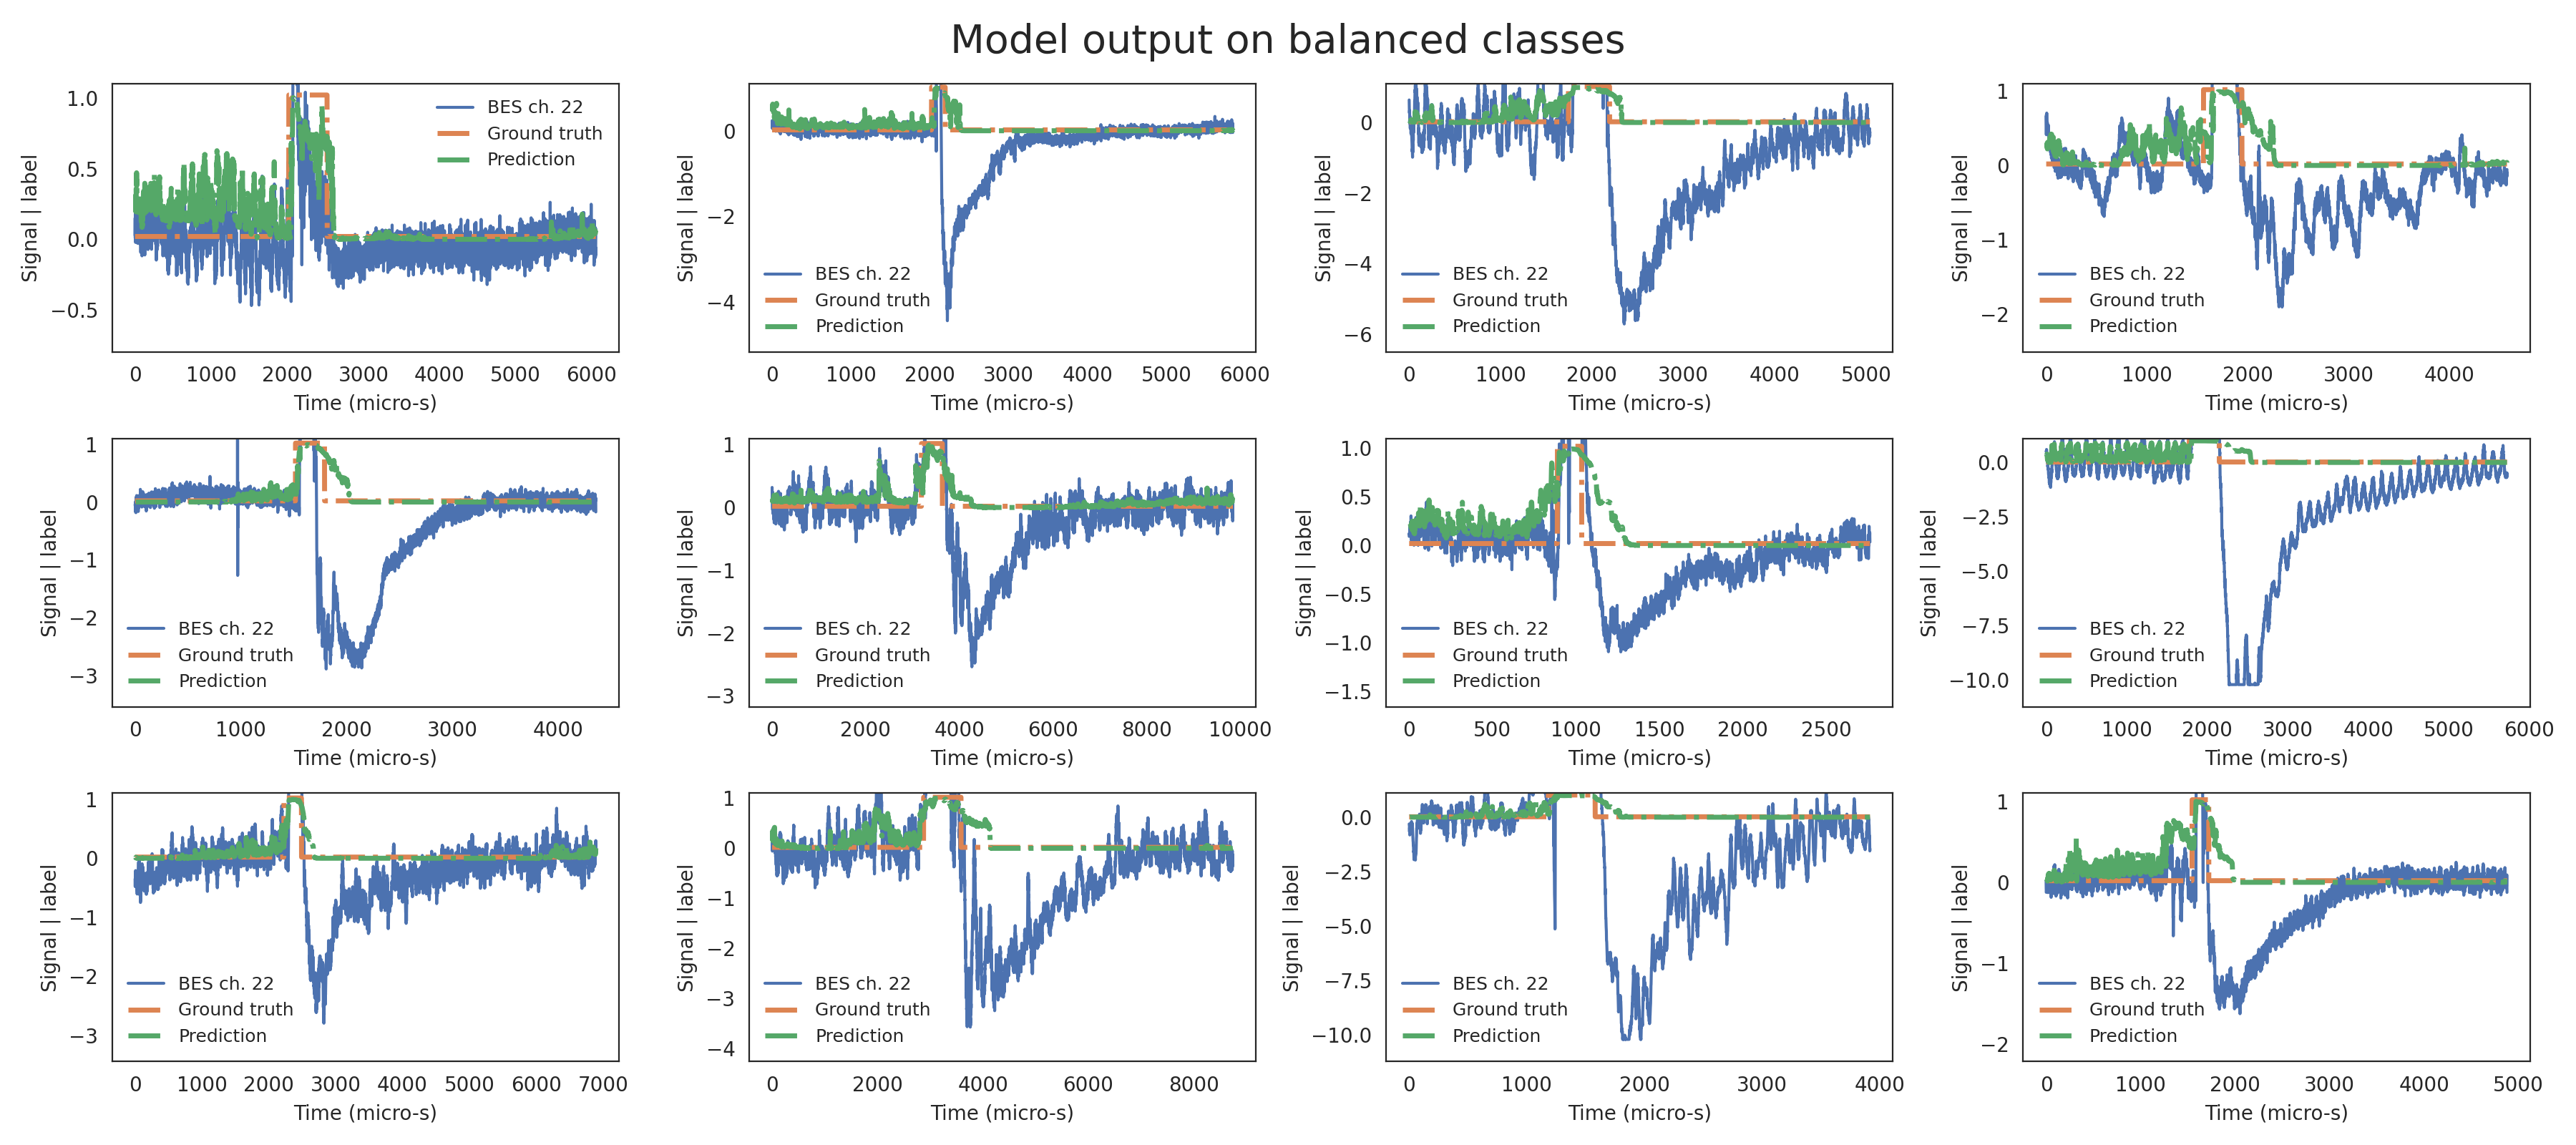 Model output on balanced classes
1.0
0.5
0.0
−0.5
Signal | label
BES ch. 22
Ground truth
Prediction
0 1000 2000 3000 4000 5000 6000
Time (micro-s)
0
−2
−4
Signal | label
BES ch. 22
Ground truth
Prediction
0 1000 2000 3000 4000 5000 6000
Time (micro-s)
0
−2
−4
−6
Signal | label
BES ch. 22
Ground truth
Prediction
0 1000 2000 3000 4000 5000
Time (micro-s)
1
0
−1
−2
Signal | label
BES ch. 22
Ground truth
Prediction
0 1000 2000 3000 4000
Time (micro-s)
1
0
−1
−2
−3
Signal | label
BES ch. 22
Ground truth
Prediction
0 1000 2000 3000 4000
Time (micro-s)
1
0
−1
−2
−3
Signal | label
BES ch. 22
Ground truth
Prediction
0 2000 4000 6000 8000 10000
Time (micro-s)
1.0
0.5
0.0
−0.5
−1.0
−1.5
Signal | label
BES ch. 22
Ground truth
Prediction
0 500 1000 1500 2000 2500
Time (micro-s)
0.0
−2.5
−5.0
−7.5
−10.0
Signal | label
BES ch. 22
Ground truth
Prediction
0 1000 2000 3000 4000 5000 6000
Time (micro-s)
1
0
−1
−2
−3
Signal | label
BES ch. 22
Ground truth
Prediction
0 1000 2000 3000 4000 5000 6000 7000
Time (micro-s)
1
0
−1
−2
−3
−4
Signal | label
BES ch. 22
Ground truth
Prediction
0 2000 4000 6000 8000
Time (micro-s)
0.0
−2.5
−5.0
−7.5
−10.0
Signal | label
BES ch. 22
Ground truth
Prediction
0 1000 2000 3000 4000
Time (micro-s)
1
0
−1
−2
Signal | label
BES ch. 22
Ground truth
Prediction
0 1000 2000 3000 4000 5000
Time (micro-s)